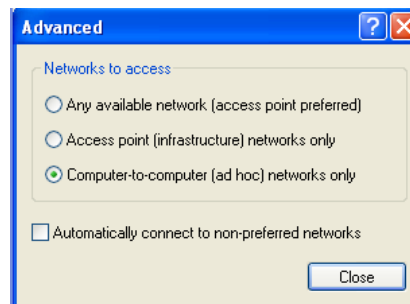 Advanced
Networks to access
Any available network (access point preferred)
Access point (infrastructure) networks only
Computer-to-computer (ad hoc) networks only
Automatically connect to non-preferred networks
Close